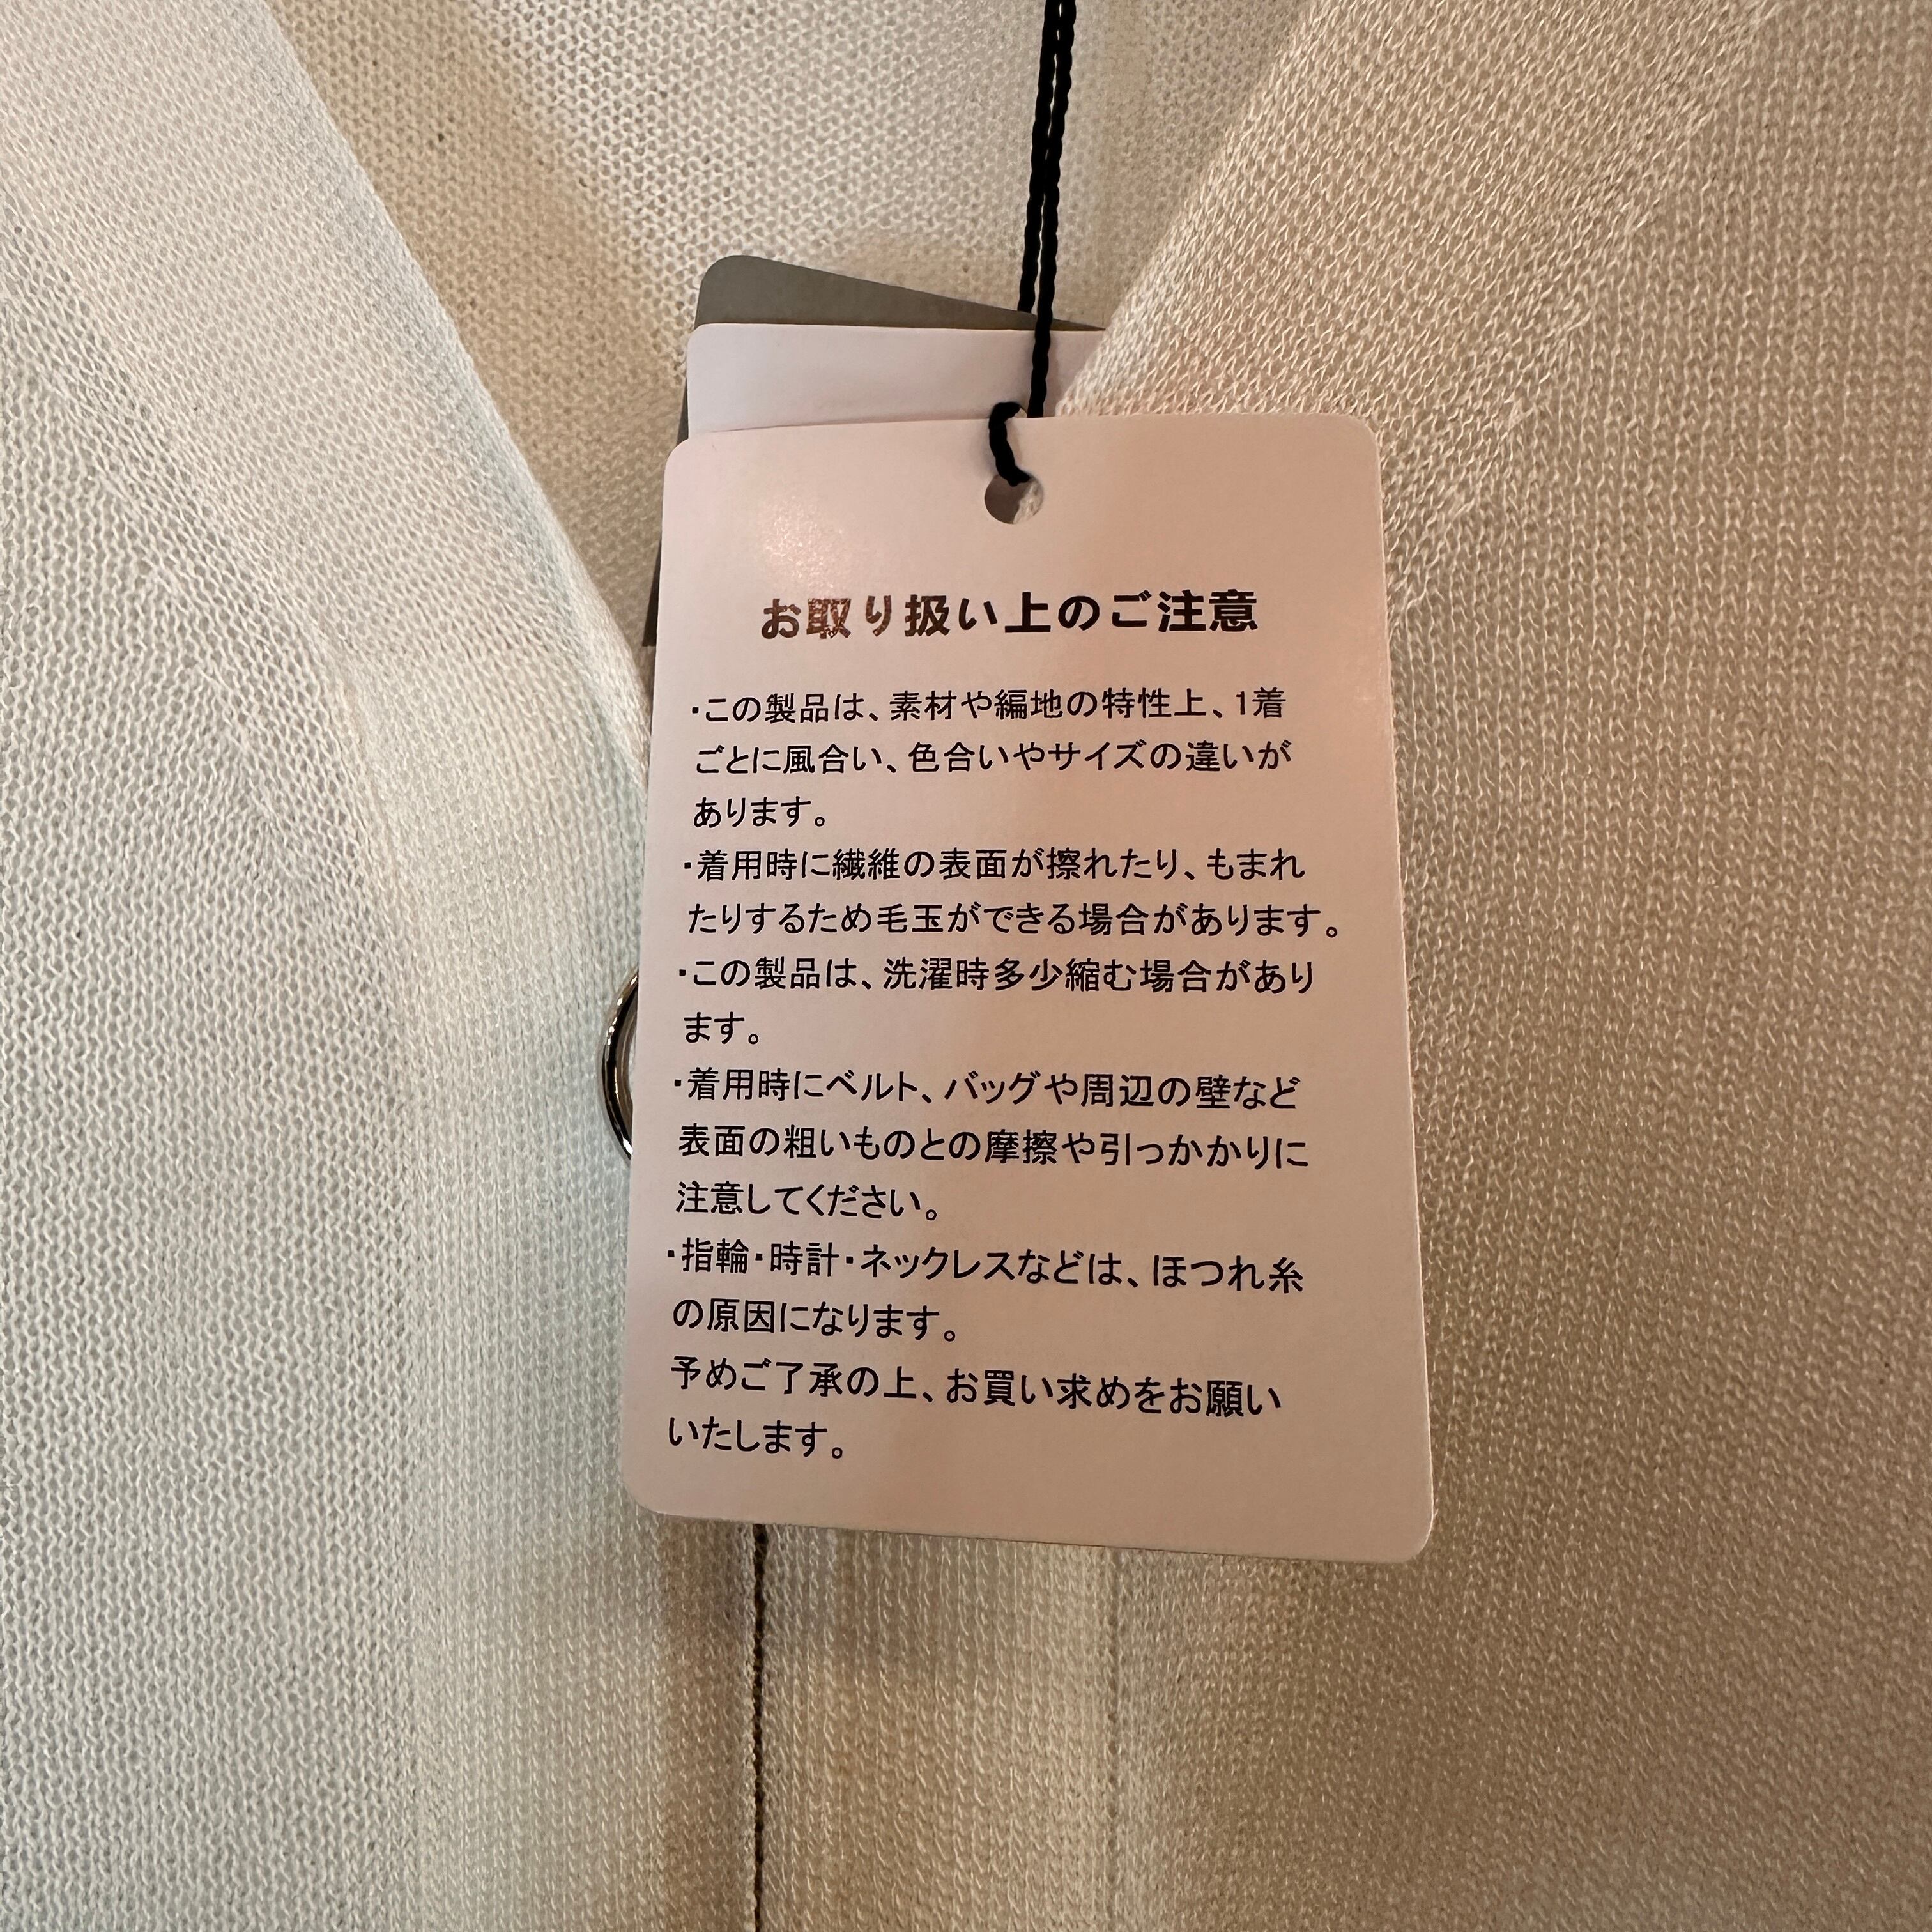 お取り扱い上のご注意
・この製品は、素材や編地の特性上、1着
ごとに風合い、色合いやサイズの違いが
あります。
・着用時に繊維の表面が擦れたり、もまれ
たりするため毛玉ができる場合があります。
・この製品は、洗濯時多少縮む場合があり
ます。
・着用時にベルト、バッグや周辺の壁など
表面の粗いものとの摩擦や引っかかりに
注意してください。
・指輪・時計・ネックレスなどは、ほつれ糸
の原因になります。
予めご了承の上、お買い求めをお願い
いたします。